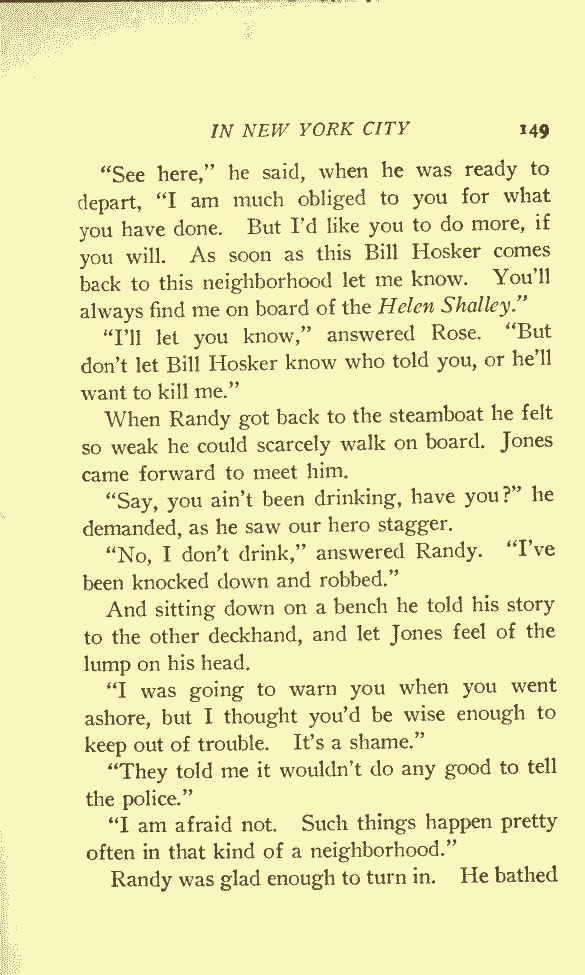 IN NEW YORK CITY 149
“See here,” he said, when he was ready to
depart, “I am much obliged to you for what
you have done. But I’d like you to do more, if
you will. As soon as this Bill Hosker comes
back to this neighborhood let me know. You’ll
always find me on board of the Helen Shalley.”
“I’ll let you know,” answered Rose. “But
don’t let Bill Hosker know who told you, or he’ll
want to kill me.”
When Randy got back to the steamboat he felt
so weak he could scarcely walk on board. Jones
came forward to meet him.
“Say, you ain’t been drinking, have you?” he
demanded, as he saw our hero stagger.
“No, I don’t drink,” answered Randy. “I’ve
been knocked down and robbed.”
And sitting down on a bench he told his story
to the other deckhand, and let Jones feel of the
lump on his head.
“I was going to warn you when you went
ashore, but I thought you’d be wise enough to
keep out of trouble. It’s a shame.”
“They told me it wouldn’t do any good to tell
the police.”
“I am afraid not. Such things happen pretty
often in that kind of a neighborhood.”
Randy was glad enough to turn in. He bathed